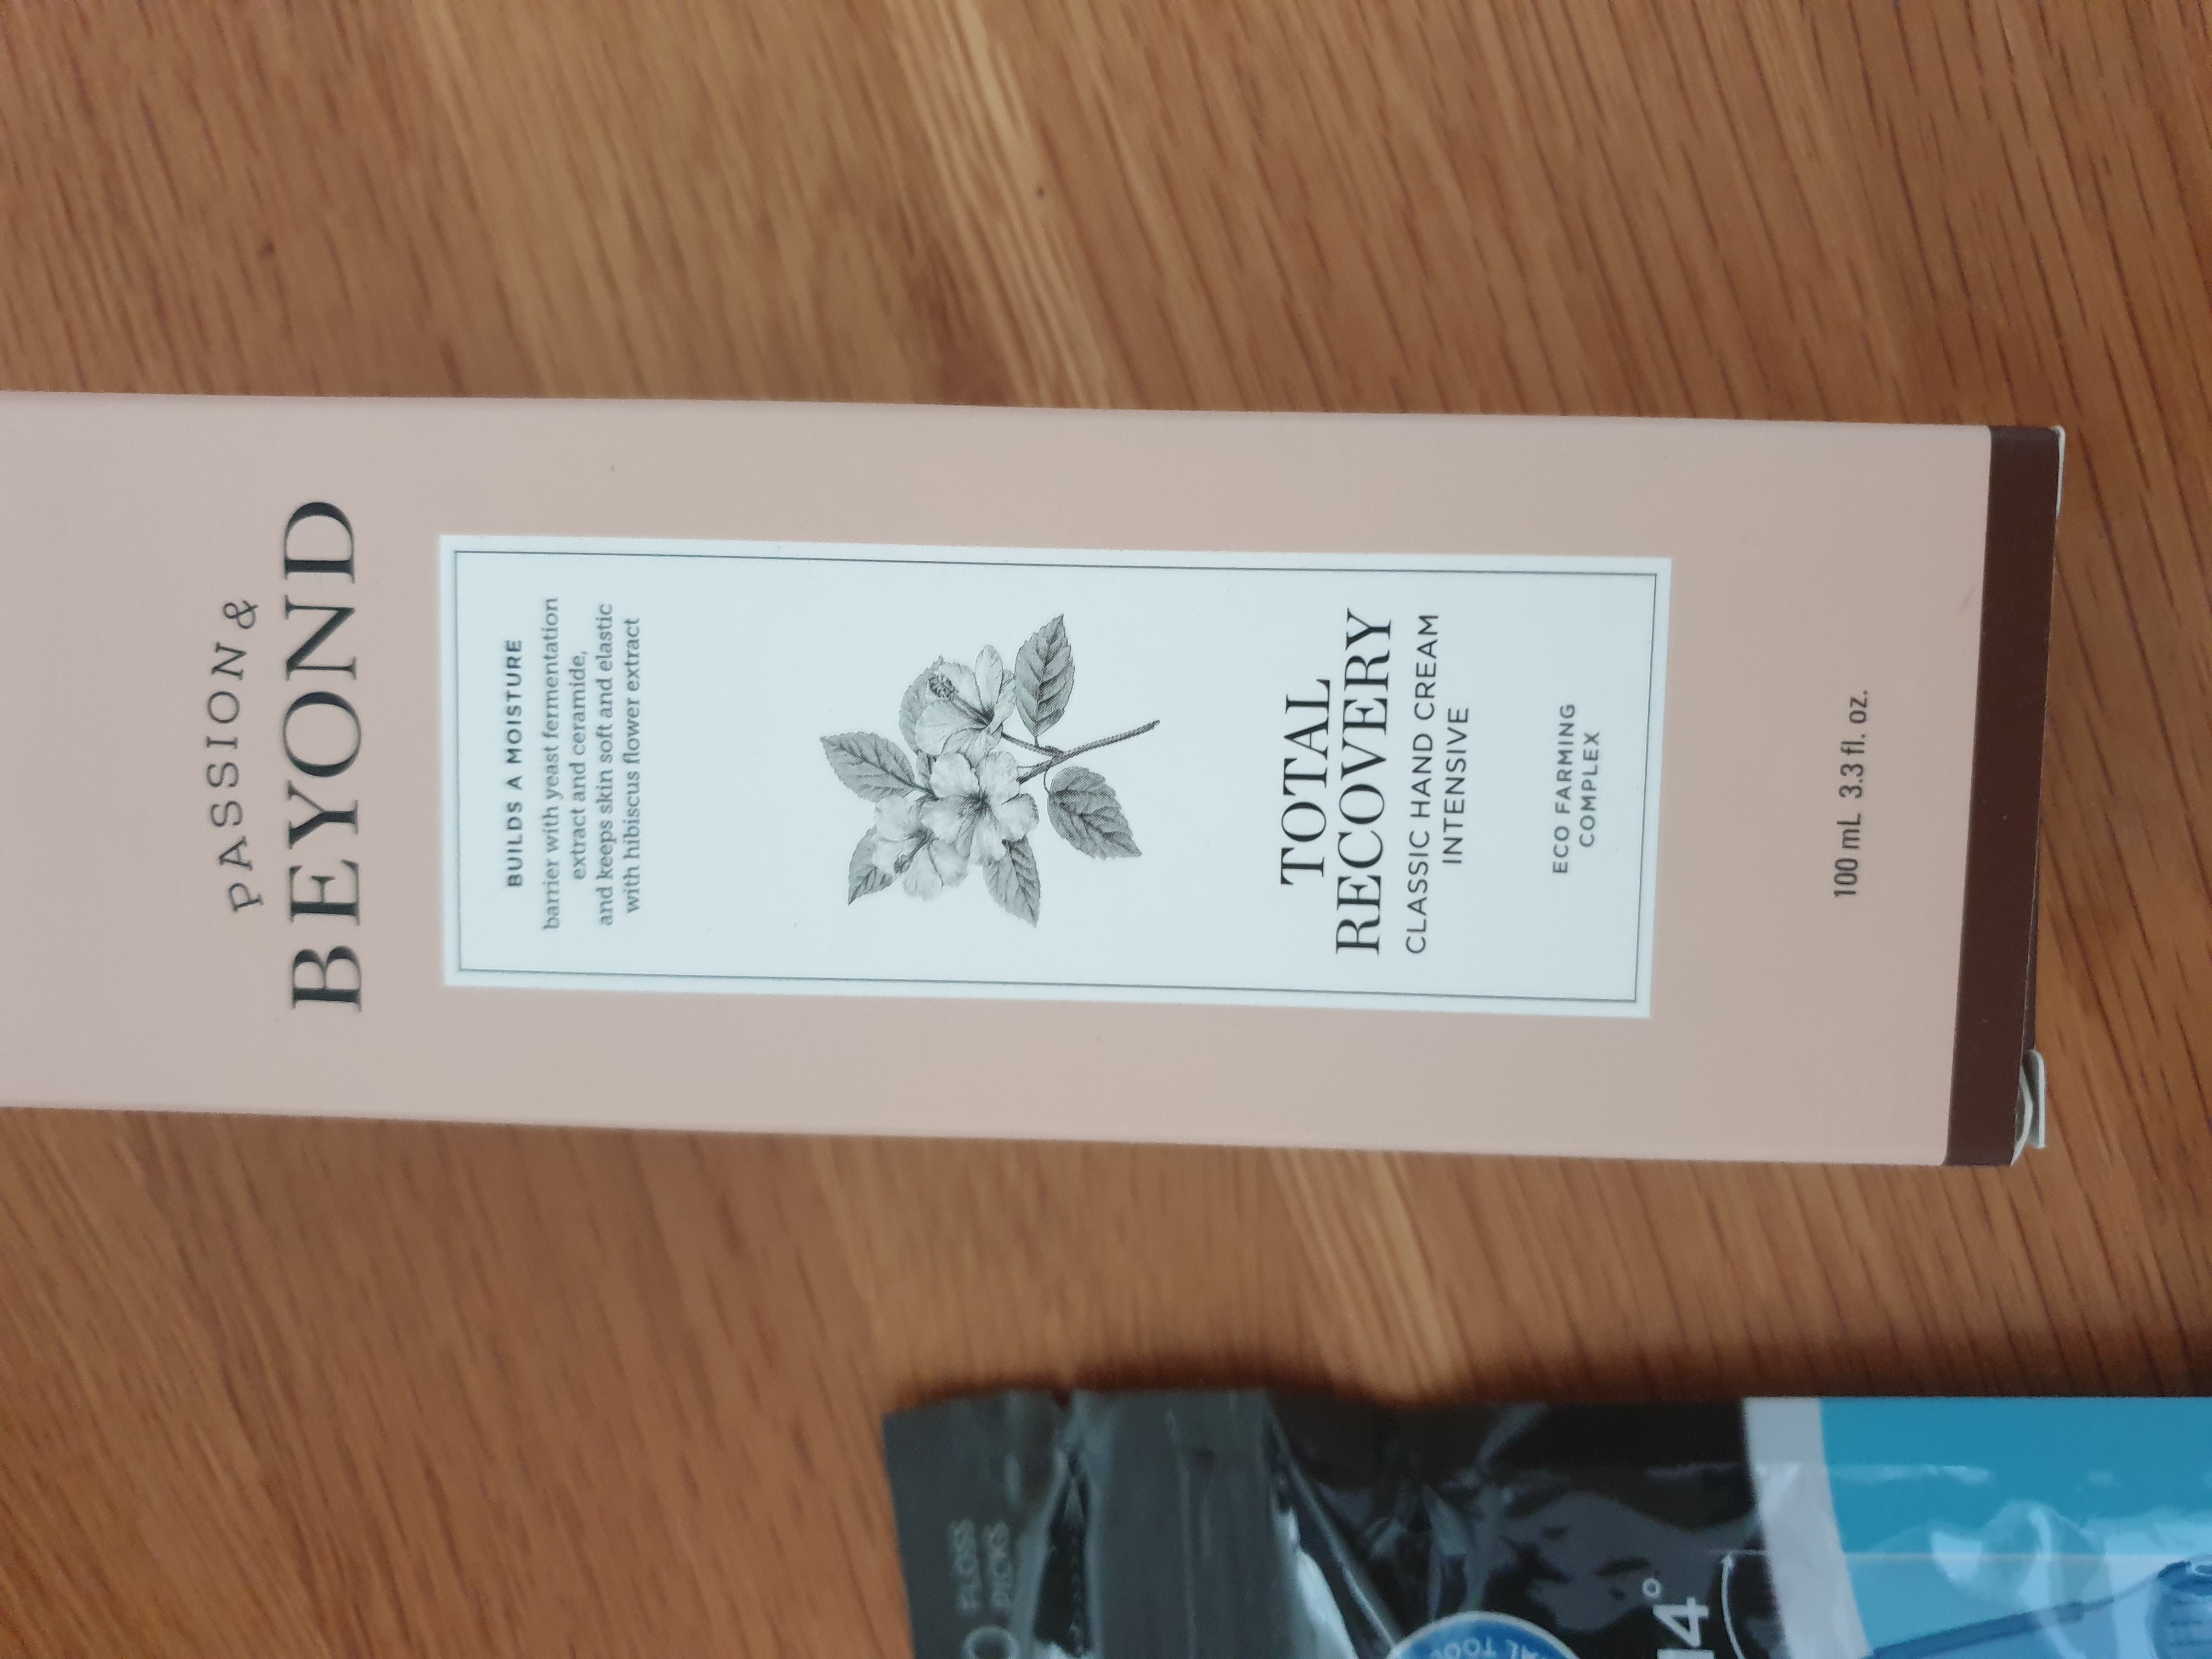 PASSION &
BEYOND
BUILDS A MOISTURE
barrier with yeast fermentation
extract and ceramide,
and keeps skin soft and elastic
with hibiscus flower extract
TOTAL
RECOVERY
CLASSIC HAND CREAM
INTENSIVE
ECO FARMING
COMPLEX
100 mL 3.3 fl. oz.
FLOSS
PICKS